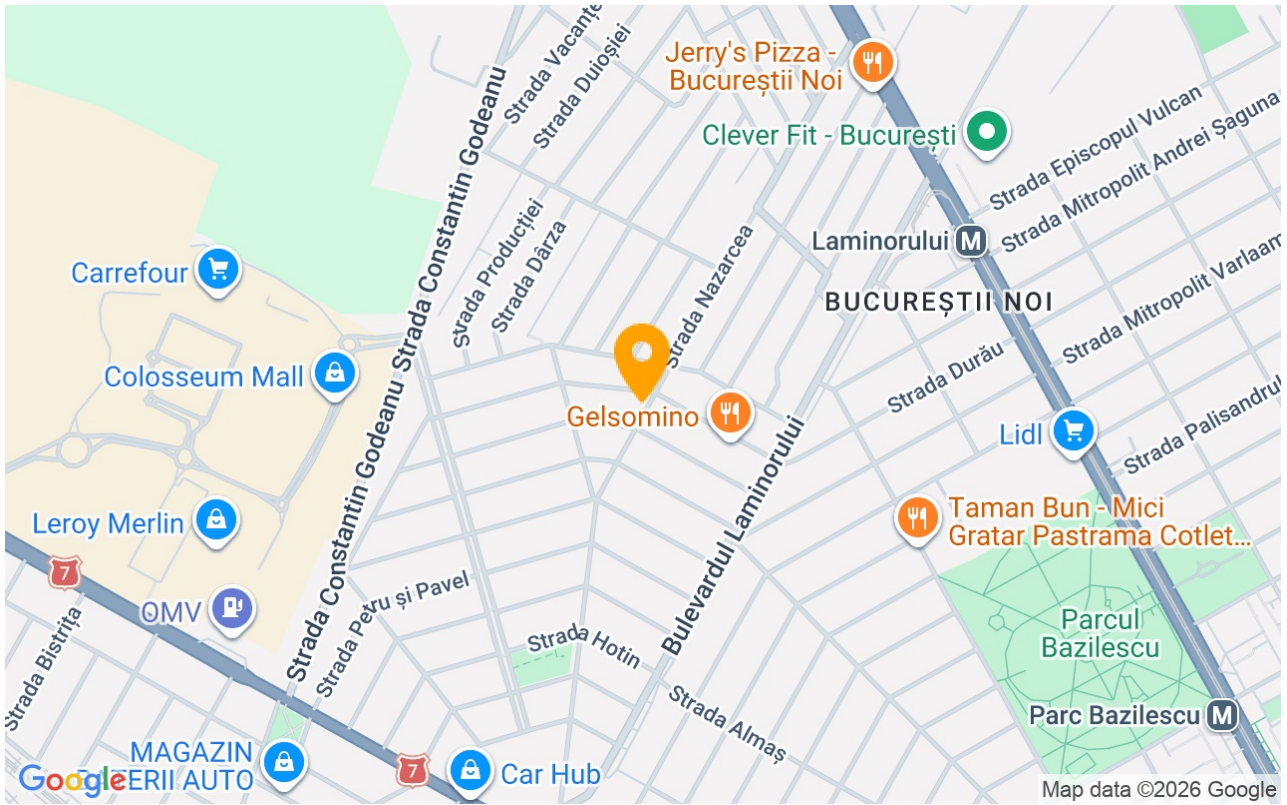 Strada Vacanțe
Strada Duioșiei
Jerry's Pizza -
Bucureștii Noi
Clever Fit - București
Strada Episcopul Vulcan
Strada Mitropolit Andrei Șaguna
Strada Constantin Godeanu
Strada Constantin Godeanu
Strada Producției
Strada Dârza
Strada Nazarcea
Laminorului
M
Strada Mitropolit Varlaam
BUCUREȘTII NOI
Carrefour
Colosseum Mall
Gelsomino
Strada Durău
Lidl
Strada Palisandrul
Leroy Merlin
Bulevardul Laminorului
Taman Bun - Mici
Gratar Pastrama Cotlet...
7
OMV
Strada Petru și Pavel
Strada Bistrița
Strada Hotin
Parcul
Bazilescu
Strada Almaș
Parc Bazilescu
M
MAGAZIN
BATERII AUTO
7
Car Hub
Google
Map data ©2026 Google